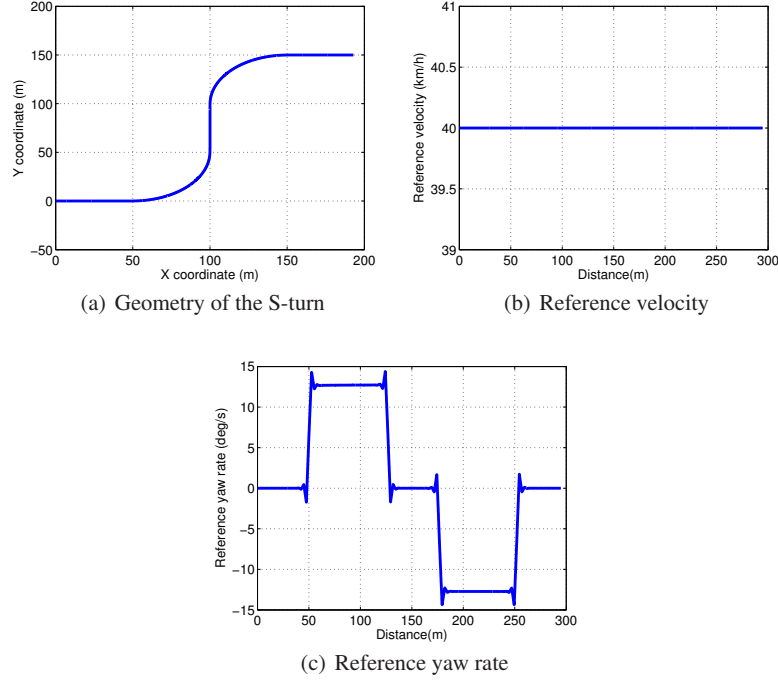 200
150
100
50
0
−50
0 50 100 150 200
Y coordinate (m)
X coordinate (m)
(a) Geometry of the S-turn
41
40.5
40
39.5
39
0 50 100 150 200 250 300
Reference velocity (km/h)
Distance(m)
(b) Reference velocity
15
10
5
0
−5
−10
−15
0 50 100 150 200 250 300
Reference yaw rate (deg/s)
Distance(m)
(c) Reference yaw rate